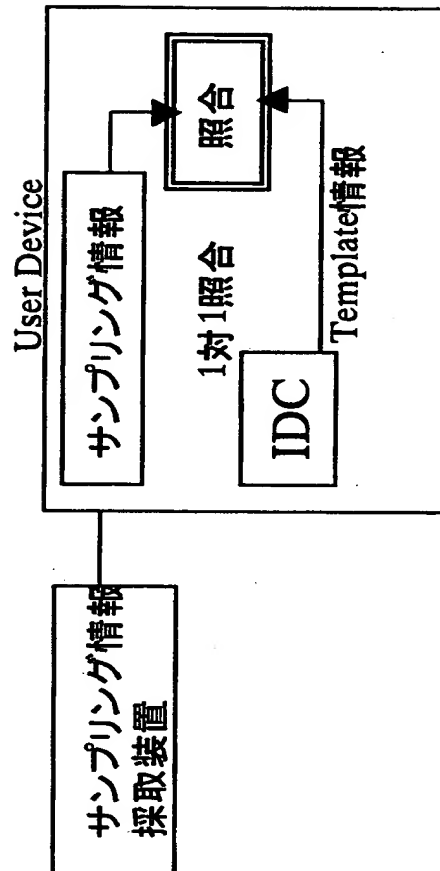 User Device
サンプリング情報
照合
1対1照合
IDC
Template情報
サンプリング情報
採取装置